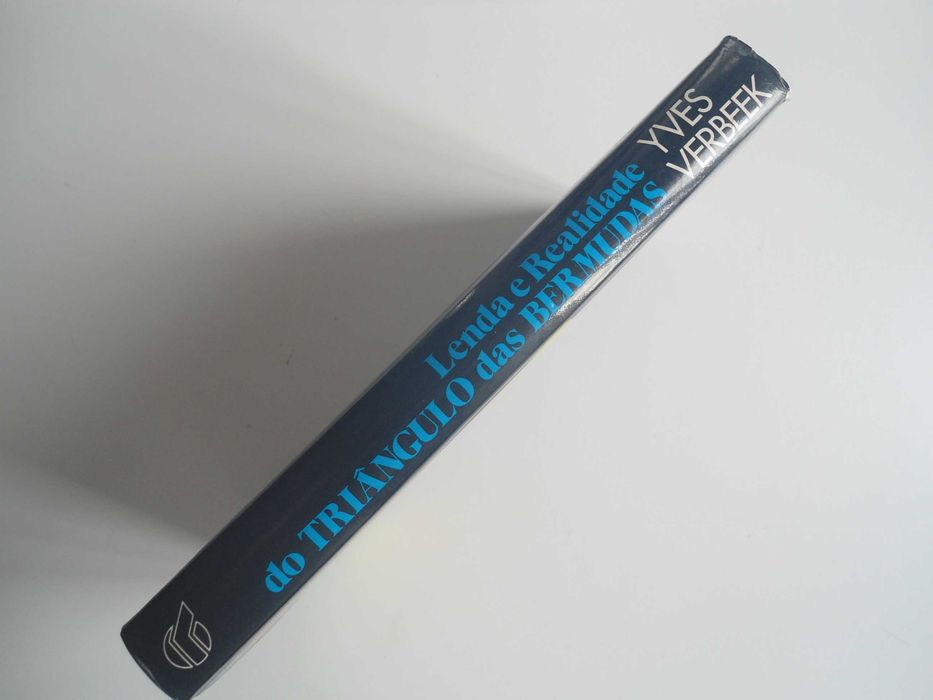 Lenda e Realidade
do TRIÂNGULO das BERMUDAS
YVES
VERBEEK